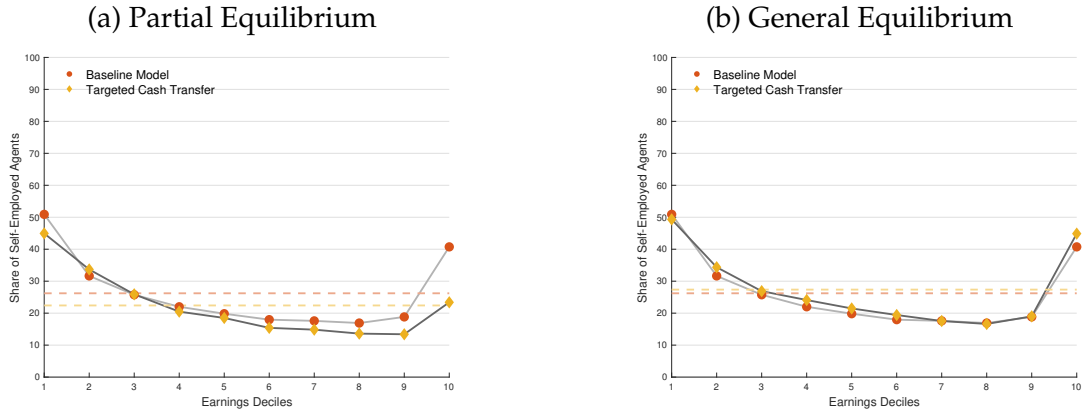 (a) Partial Equilibrium
100
90
80
70
60
50
40
30
20
10
0
Share of Self-Employed Agents
Baseline Model
Targeted Cash Transfer
1 2 3 4 5 6 7 8 9 10
Earnings Deciles
(b) General Equilibrium
100
90
80
70
60
50
40
30
20
10
0
Share of Self-Employed Agents
Baseline Model
Targeted Cash Transfer
1 2 3 4 5 6 7 8 9 10
Earnings Deciles